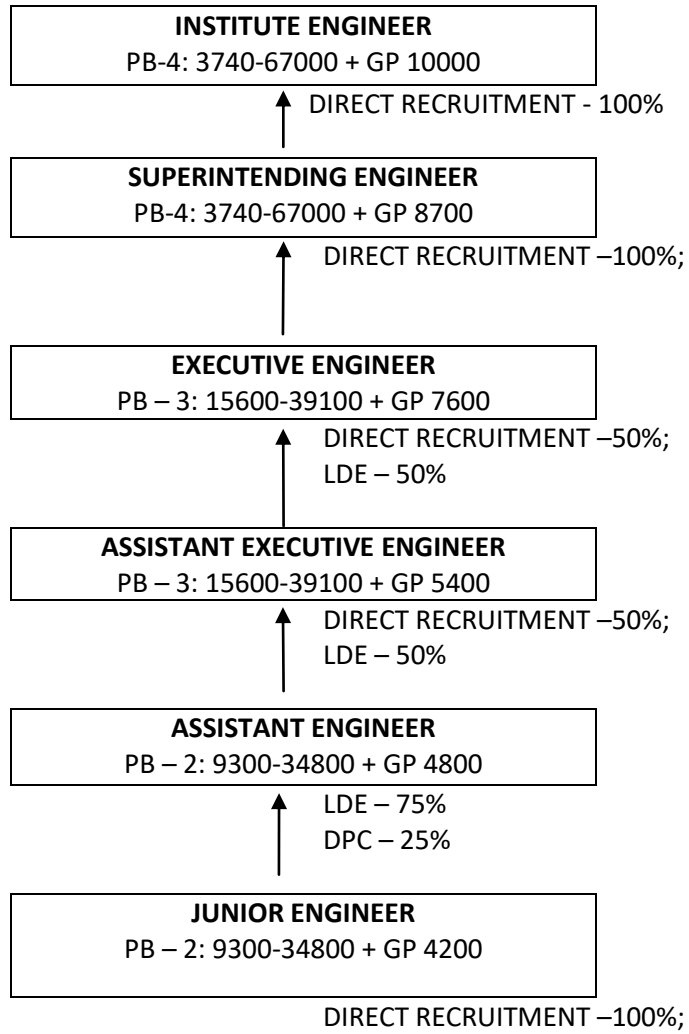 INSTITUTE ENGINEER
PB-4: 3740-67000 + GP 10000
DIRECT RECRUITMENT - 100%
SUPERINTENDING ENGINEER
PB-4: 3740-67000 + GP 8700
DIRECT RECRUITMENT –100%;
EXECUTIVE ENGINEER
PB – 3: 15600-39100 + GP 7600
DIRECT RECRUITMENT –50%;
LDE – 50%
ASSISTANT EXECUTIVE ENGINEER
PB – 3: 15600-39100 + GP 5400
DIRECT RECRUITMENT –50%;
LDE – 50%
ASSISTANT ENGINEER
PB – 2: 9300-34800 + GP 4800
LDE – 75%
DPC – 25%
JUNIOR ENGINEER
PB – 2: 9300-34800 + GP 4200
DIRECT RECRUITMENT –100%;